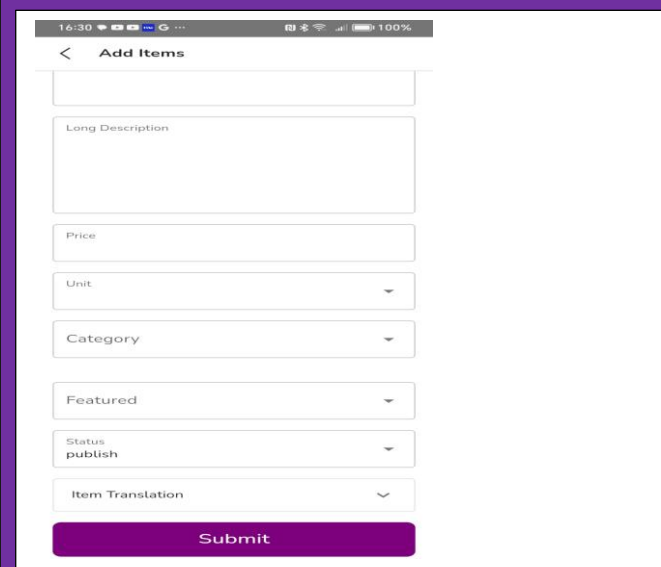 16:30 G ... 100%
Add Items
Long Description
Price
Unit
Category
Featured
Status
publish
Item Translation
Submit